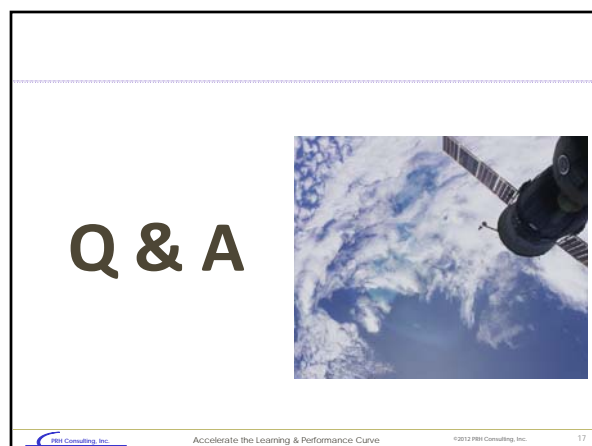 Q & A
PRH Consulting, Inc.
Accelerate the Learning & Performance Curve
©2012 PRH Consulting, Inc.
17